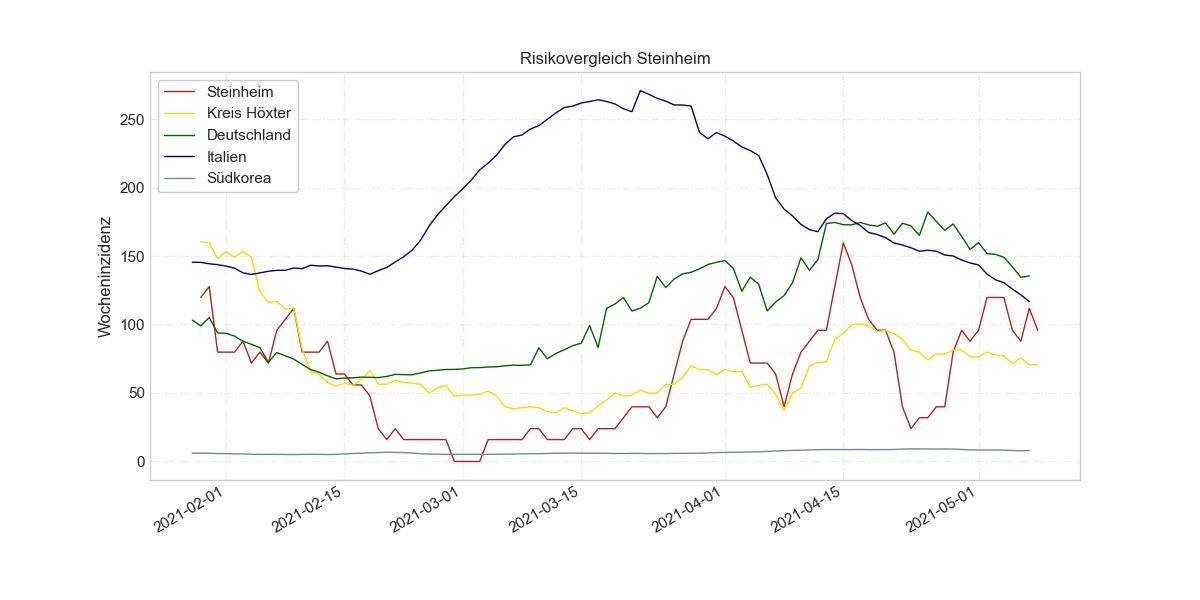 Risikovergleich Steinheim
Steinheim
Kreis Höxter
Deutschland
Italien
Südkorea
Wocheninzidenz
250
200
150
100
50
0
2021-02-01
2021-02-15
2021-03-01
2021-03-15
2021-04-01
2021-04-15
2021-05-01